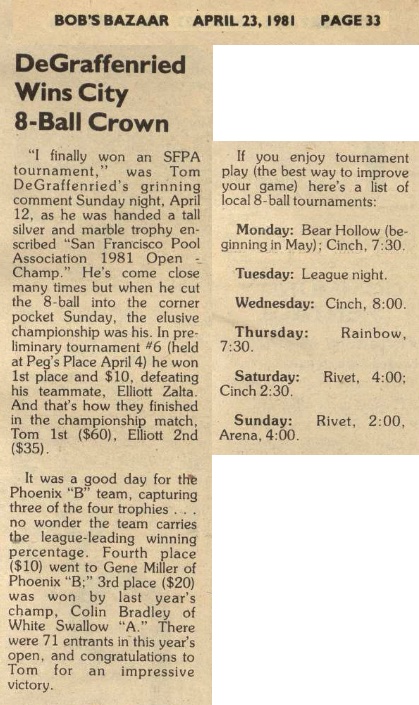 BOB'S BAZAAR APRIL 23, 1981 PAGE 33
DeGraffenried
Wins City
8-Ball Crown
"I finally won an SFPA
tournament," was Tom
DeGraffenried's grinning
comment Sunday night, April
12, as he was handed a tall
silver and marble trophy en-
scribed "San Francisco Pool
Association 1981 Open -
Champ." He's come close
many times but when he cut
the 8-ball into the corner
pocket Sunday, the elusive
championship was his. In pre-
liminary tournament #6 (held
at Peg's Place April 4) he won
1st place and $10, defeating
his teammate, Elliott Zalta.
And that's how they finished
in the championship match,
Tom 1st ($60), Elliott 2nd
($35).
It was a good day for the
Phoenix "B" team, capturing
three of the four trophies . . .
no wonder the team carries
the league-leading winning
percentage. Fourth place
($10) went to Gene Miller of
Phoenix "B;" 3rd place ($20)
was won by last year's
champ, Colin Bradley of
White Swallow "A." There
were 71 entrants in this year's
open, and congratulations to
Tom for an impressive
victory.
If you enjoy tournament
play (the best way to improve
your game) here's a list of
local 8-ball tournaments:
Monday: Bear Hollow (be-
ginning in May); Cinch, 7:30.
Tuesday: League night.
Wednesday: Cinch, 8:00.
Thursday: Rainbow,
7:30.
Saturday: Rivet, 4:00;
Cinch 2:30.
Sunday: Rivet, 2:00,
Arena, 4:00.